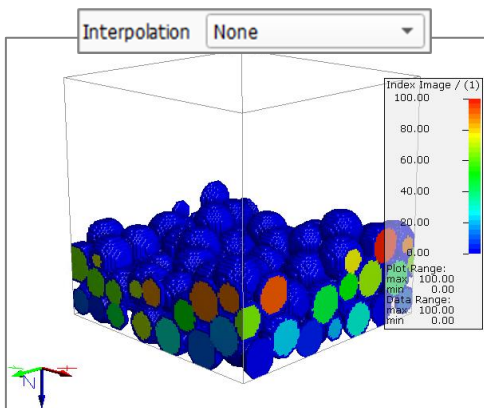 Interpolation None
Index Image / (1)
100.00
80.00
60.00
40.00
20.00
0.00
Plot Range:
max 100.00
min 0.00
Data Range:
max 100.00
min 0.00